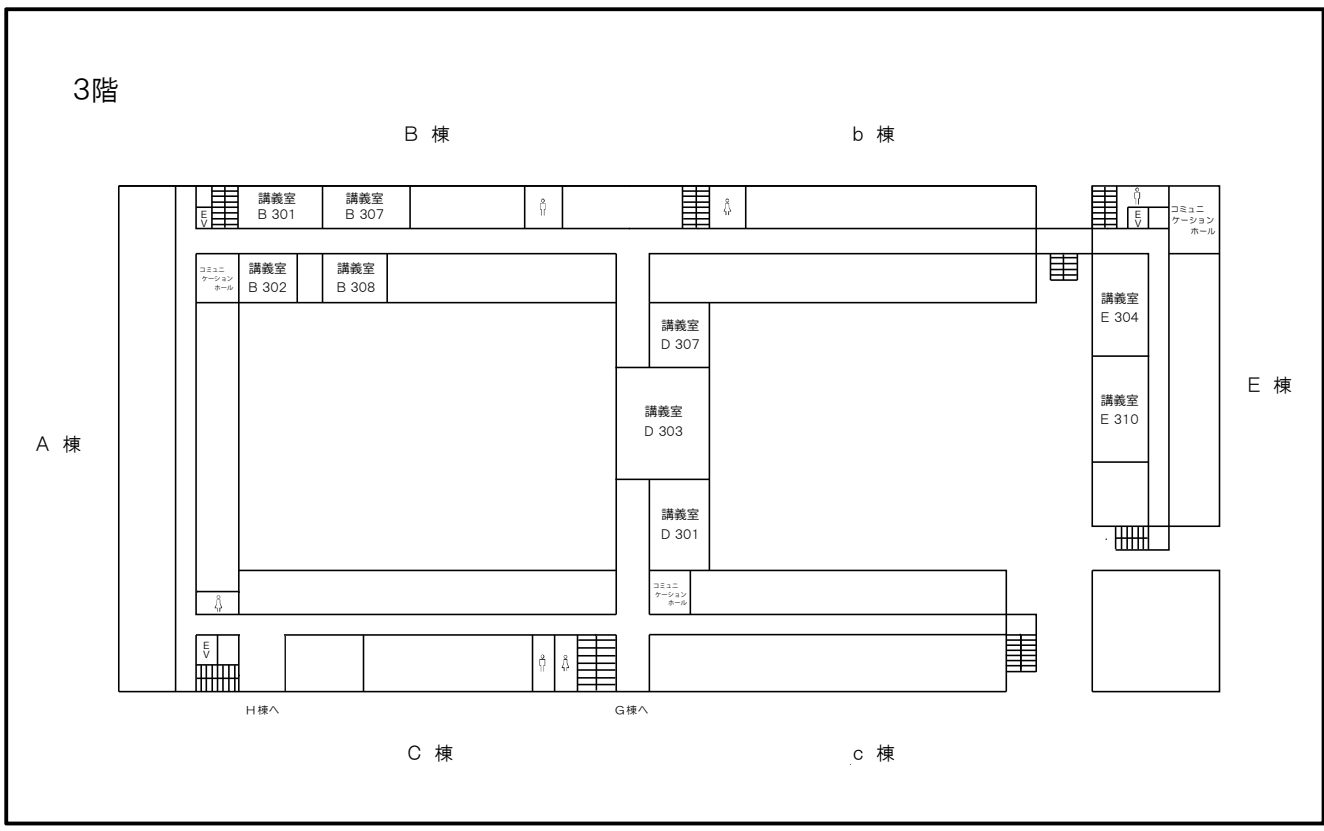 3階
B 棟
b 棟
講義室
B 301
講義室
B 307
EV
EV
コミュニ
ケーション
ホール
コミュニ
ケーション
ホール
講義室
B 302
講義室
B 308
講義室
E 304
講義室
D 307
E 棟
講義室
D 303
講義室
E 310
A 棟
講義室
D 301
コミュニ
ケーション
ホール
EV
H棟へ
G棟へ
C 棟
c 棟